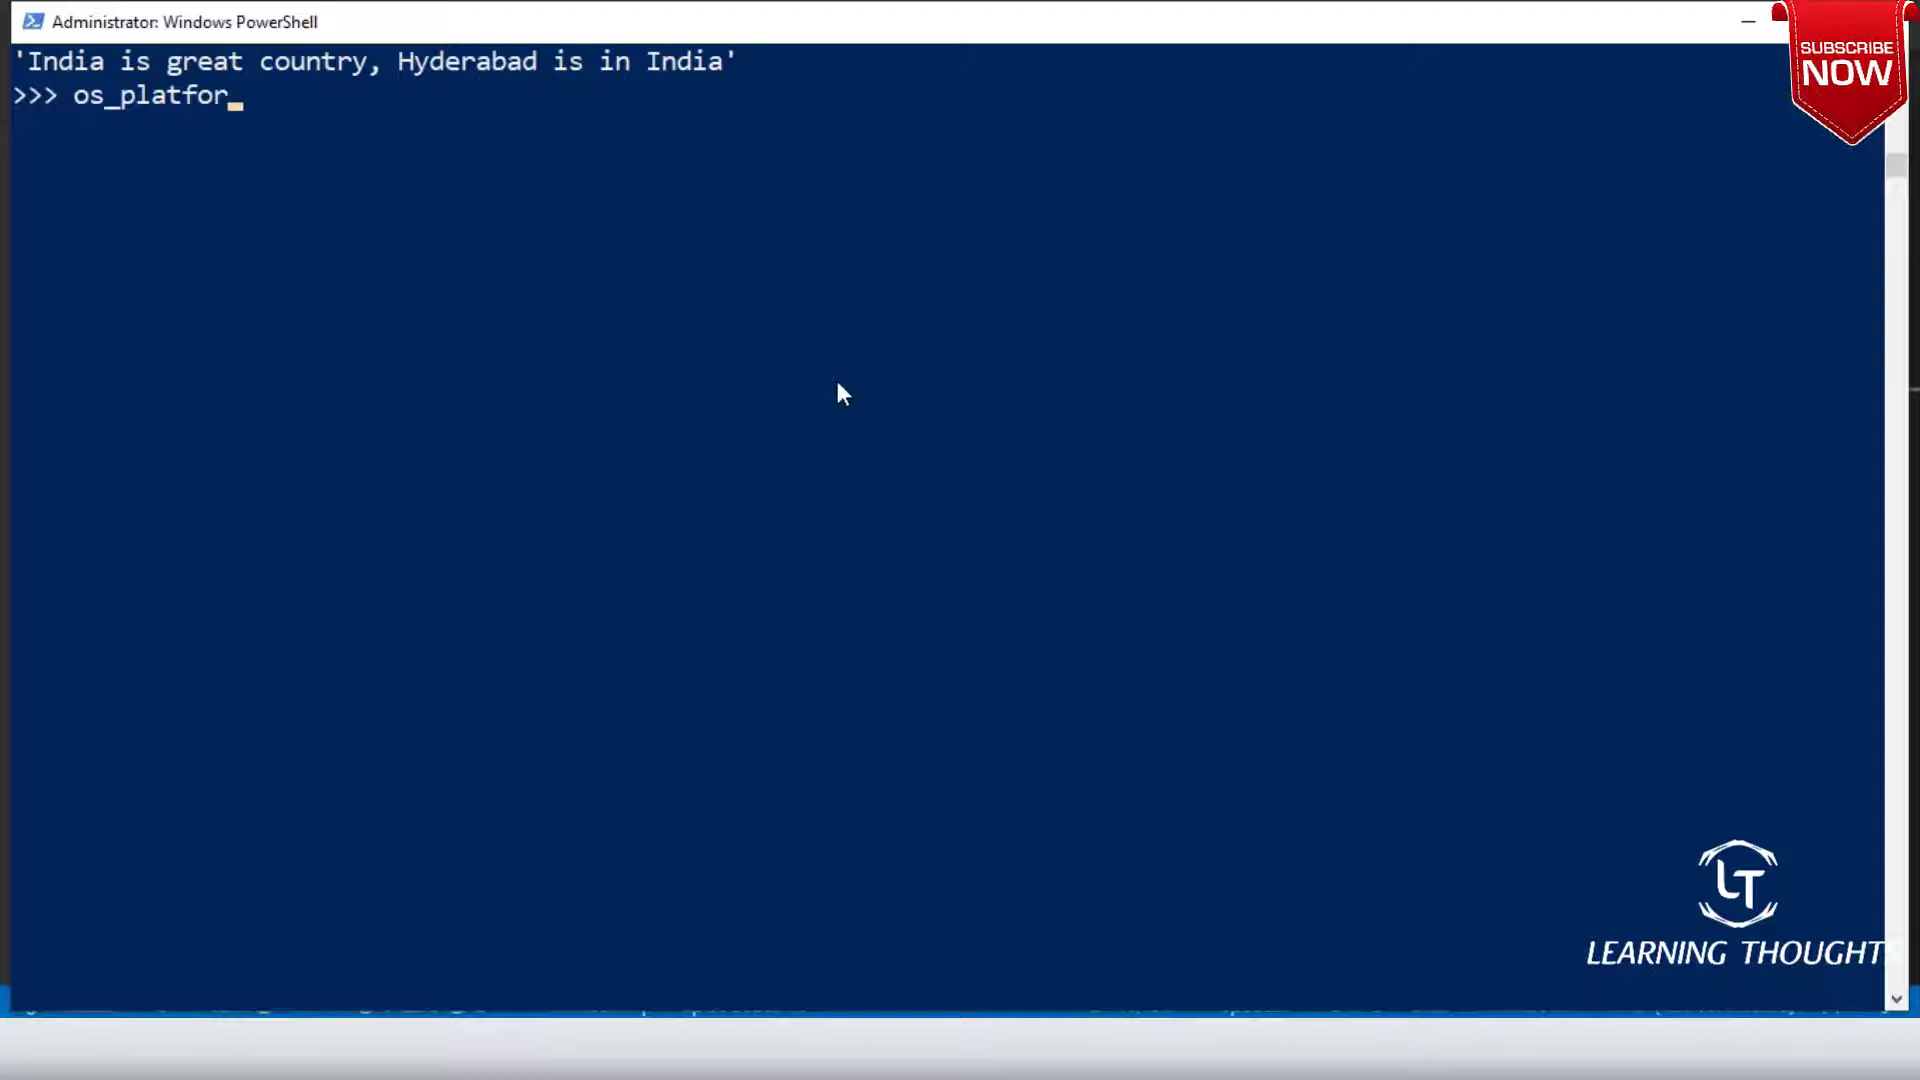 Administrator: Windows PowerShell
SUBSCRIBE
NOW
'India is great country, Hyderabad is in India'
>>> os_platfor
LT
LEARNING THOUGHT